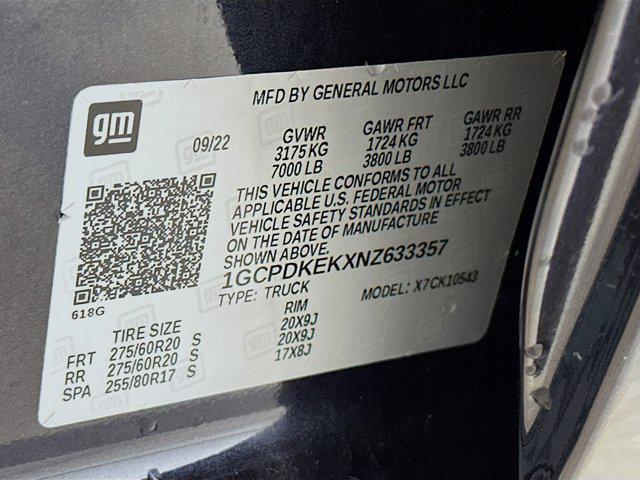 MFD BY GENERAL MOTORS LLC
gm
09/22
GVWR GAWR FRT GAWR RR
3175 KG 1724 KG 1724 KG
7000 LB 3800 LB 3800 LB
THIS VEHICLE CONFORMS TO ALL
APPLICABLE U.S. FEDERAL MOTOR
VEHICLE SAFETY STANDARDS IN EFFECT
ON THE DATE OF MANUFACTURE
SHOWN ABOVE.
1GCPDKEKXNZ633357
TYPE: TRUCK MODEL: X7CK10543
618G
TIRE SIZE RIM
FRT 275/60R20 S 20X9J
RR 275/60R20 S 20X9J
SPA 255/80R17 S 17X8J